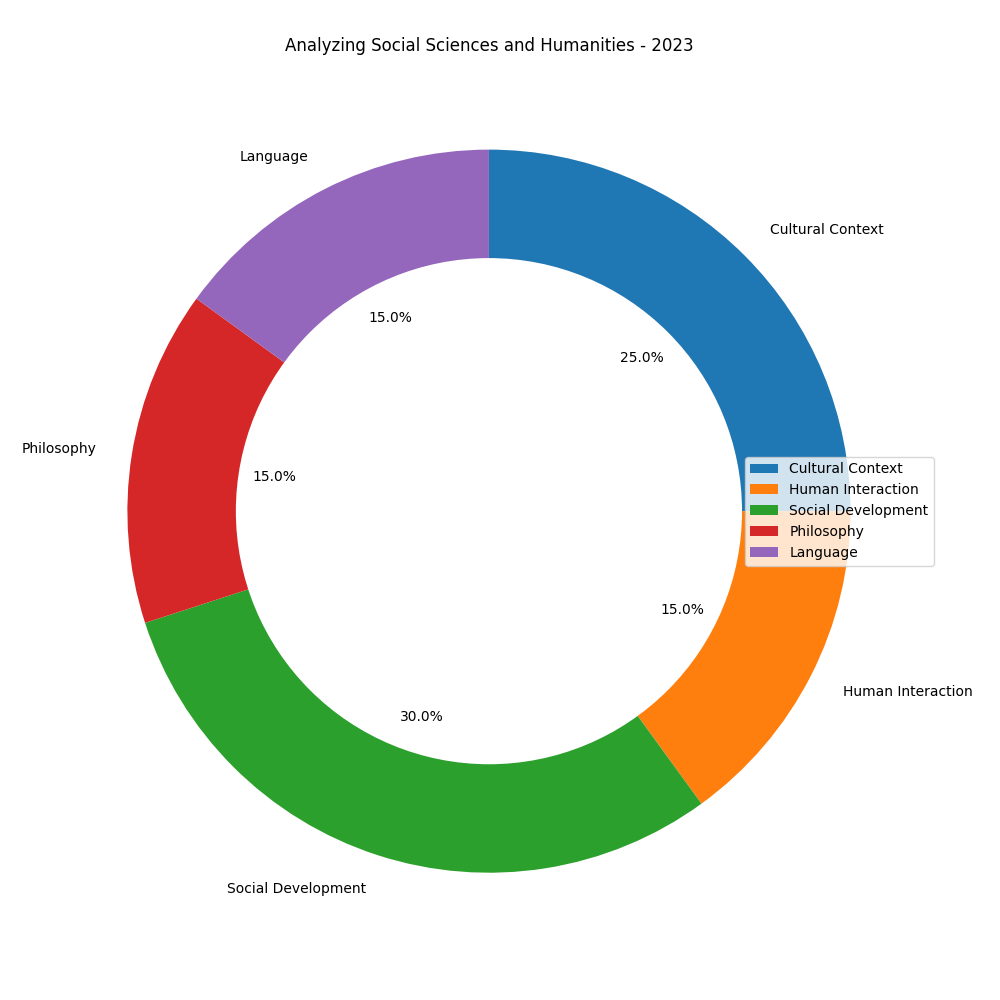 Analyzing Social Sciences and Humanities - 2023
Language
Cultural Context
15.0%
25.0%
Philosophy
15.0%
Cultural Context
Human Interaction
Social Development
Philosophy
Language
15.0%
Human Interaction
30.0%
Social Development